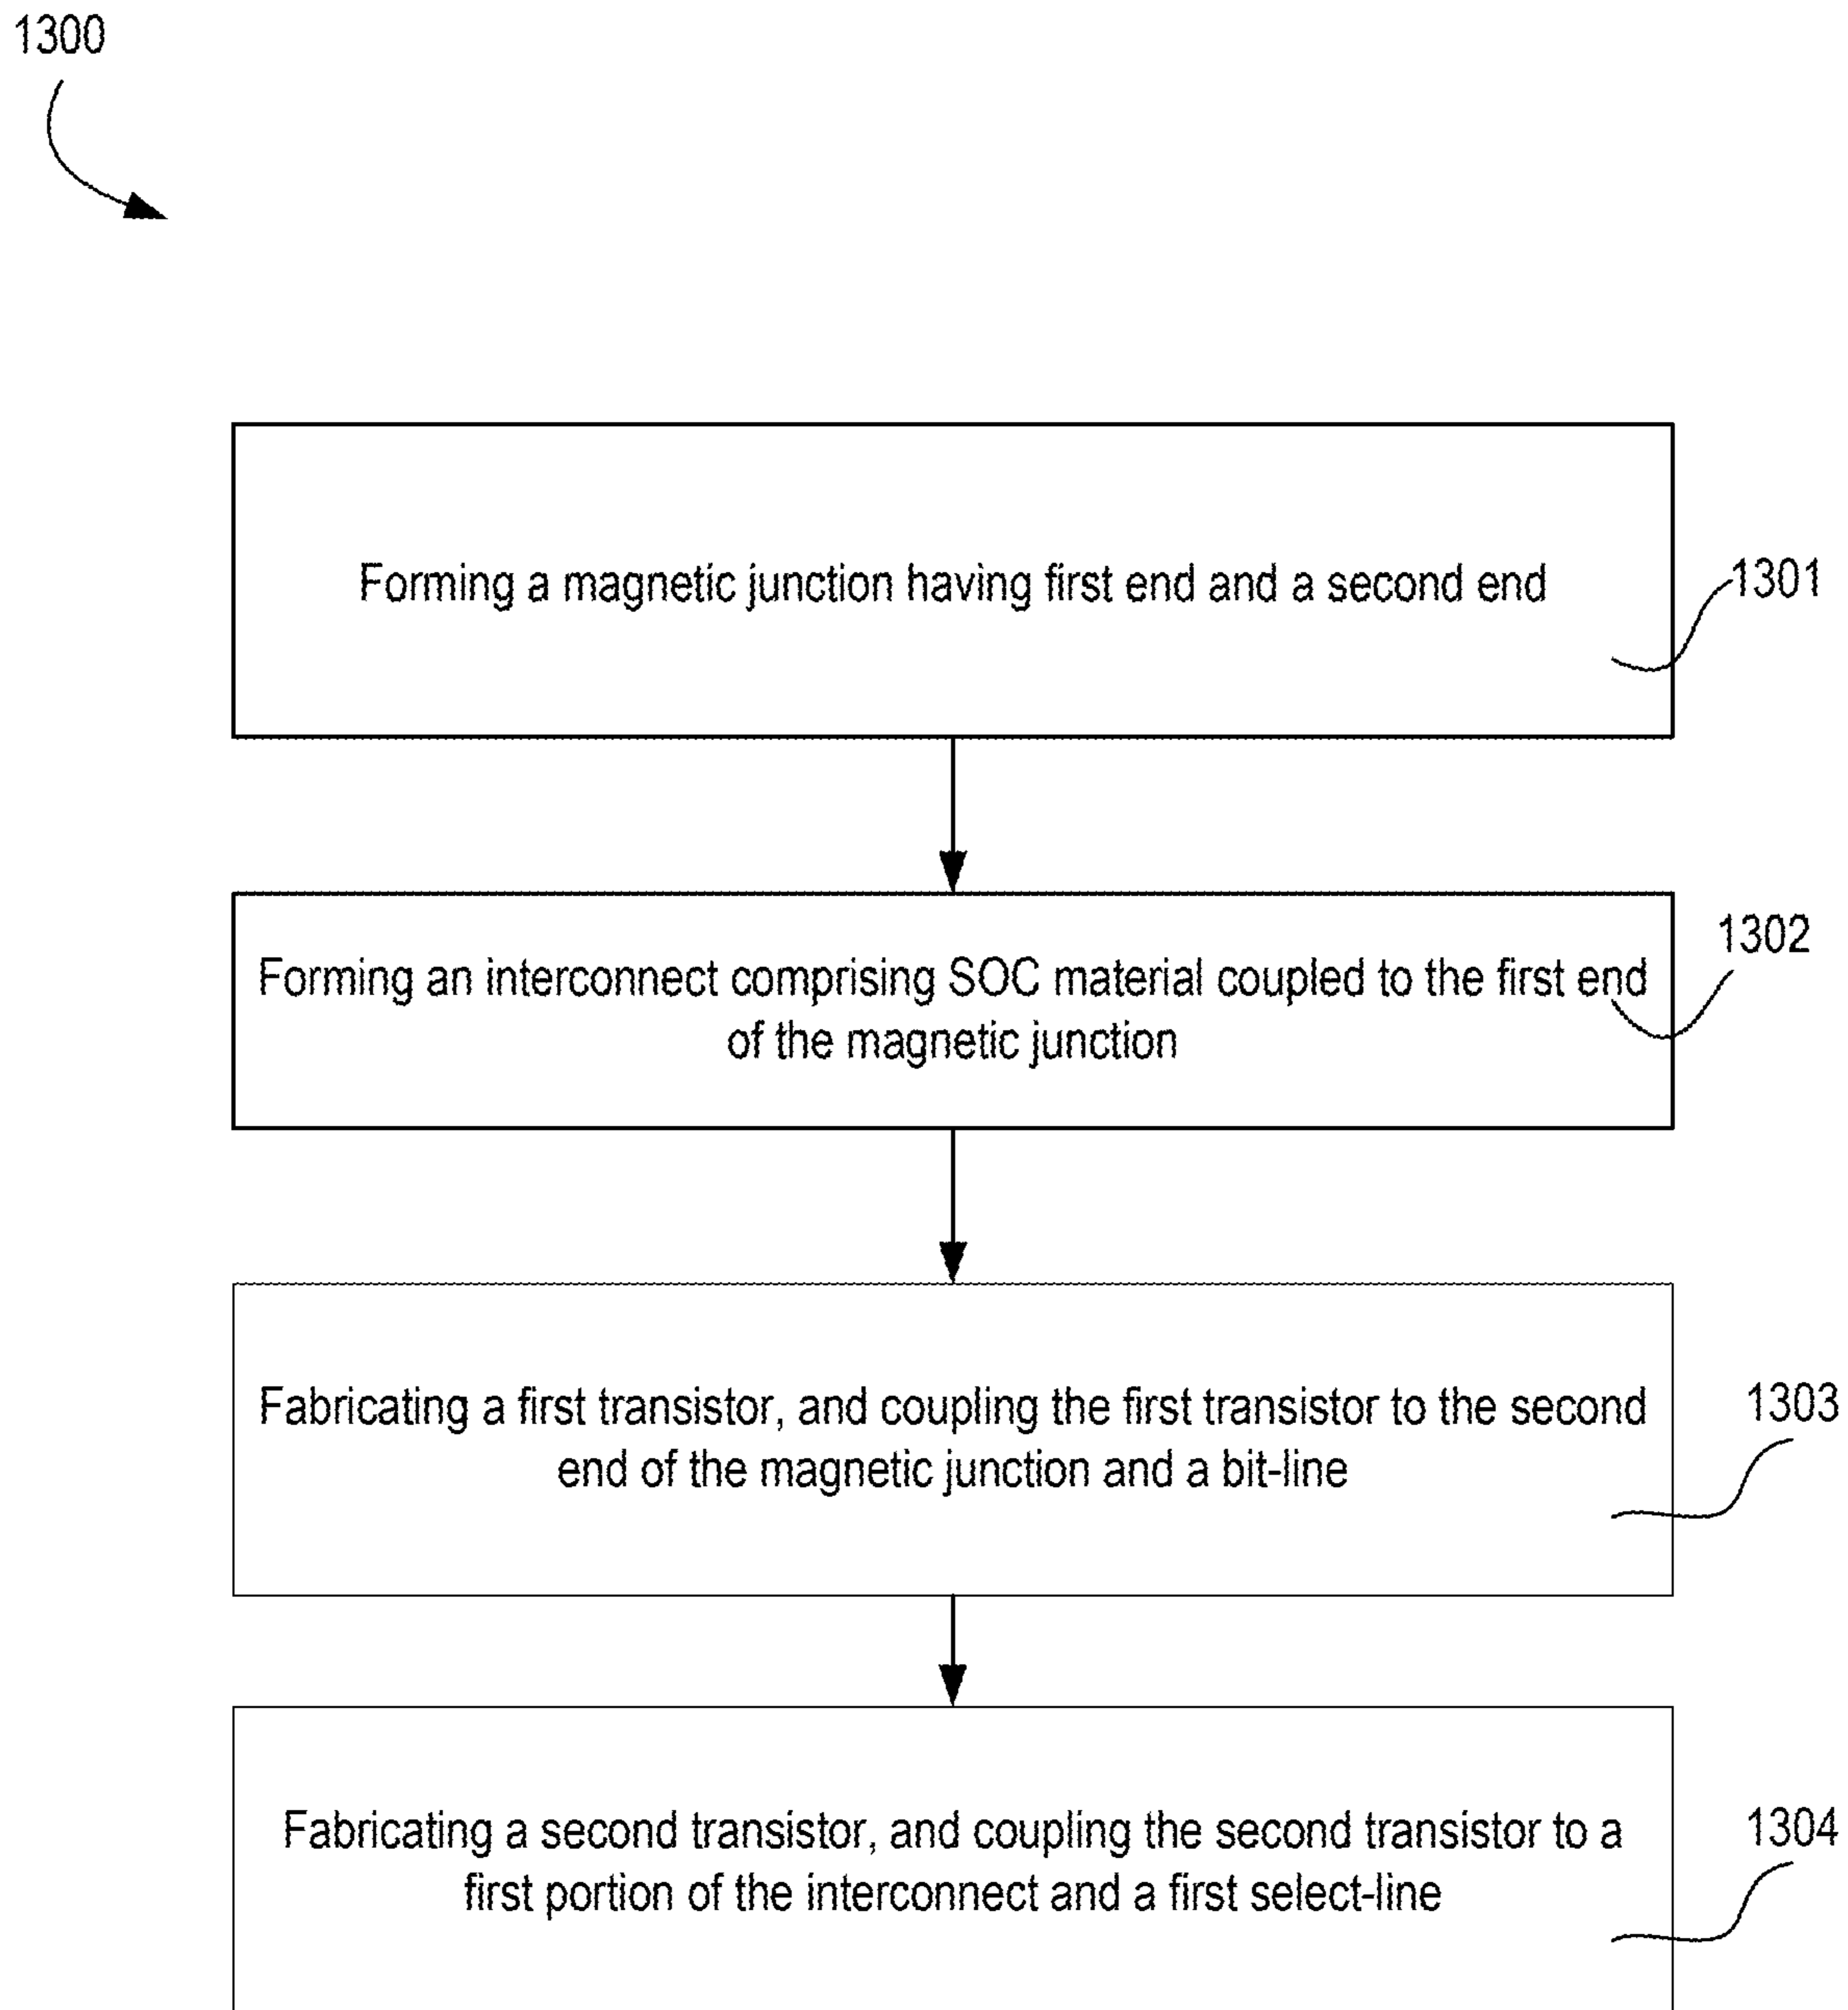 1300
Forming a magnetic junction having first end and a second end
1301
Forming an interconnect comprising SOC material coupled to the first end
of the magnetic junction
1302
Fabricating a first transistor, and coupling the first transistor to the second
end of the magnetic junction and a bit-line
1303
Fabricating a second transistor, and coupling the second transistor to a
first portion of the interconnect and a first select-line
1304